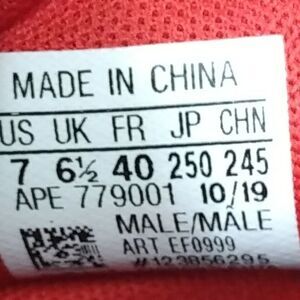 MADE IN CHINA
US UK FR JP CHN
7 6½ 40 250 245
APE 779001 10/19
MALE/MÂLE
ART EF0999
#123856295